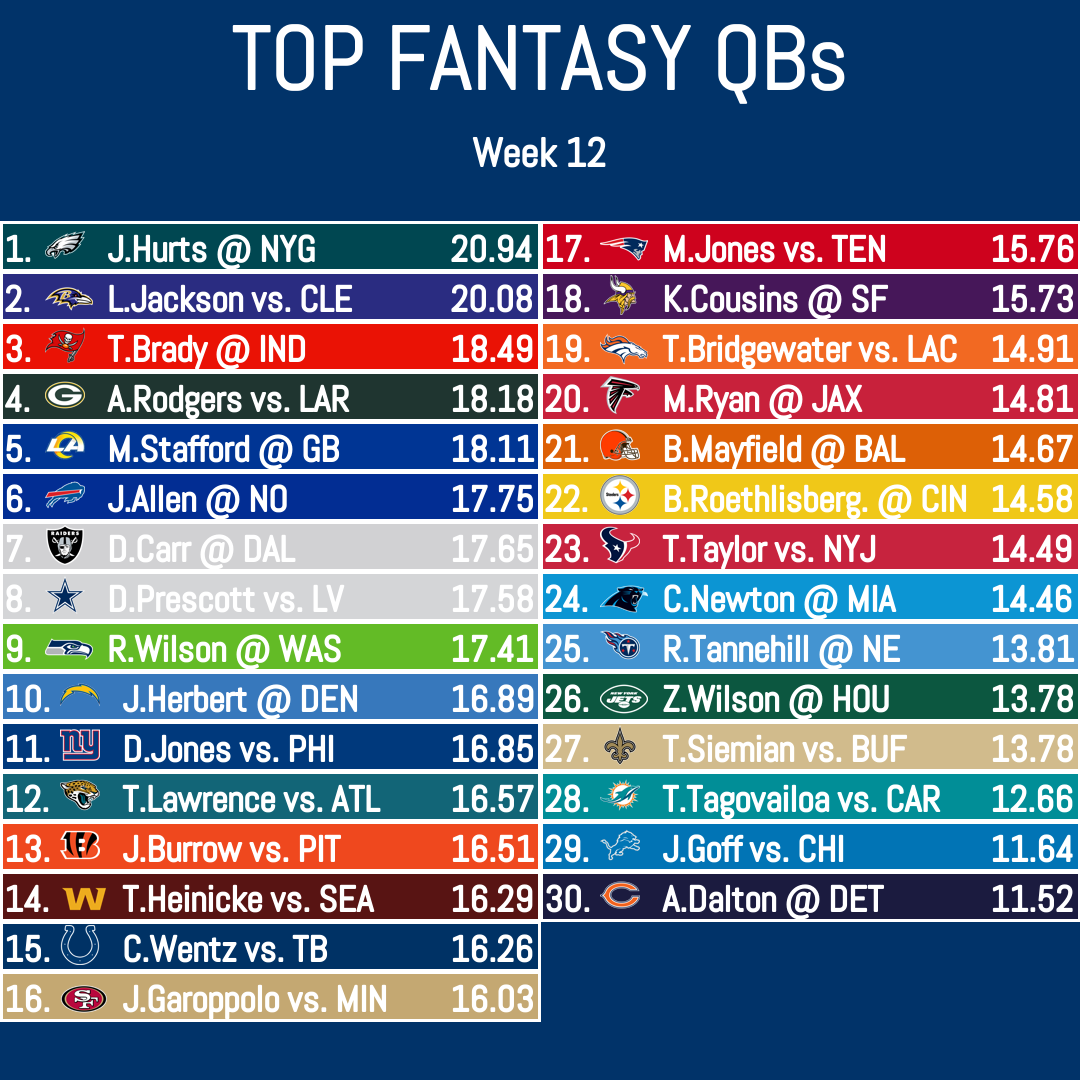 TOP FANTASY QBs
Week 12
1. J.Hurts @ NYG 20.94
2. L.Jackson vs. CLE 20.08
3. T.Brady @ IND 18.49
4. A.Rodgers vs. LAR 18.18
5. M.Stafford @ GB 18.11
6. J.Allen @ NO 17.75
7. RAIDERS D.Carr @ DAL 17.65
8. D.Prescott vs. LV 17.58
9. R.Wilson @ WAS 17.41
10. J.Herbert @ DEN 16.89
11. ny D.Jones vs. PHI 16.85
12. T.Lawrence vs. ATL 16.57
13. J.Burrow vs. PIT 16.51
14. W T.Heinicke vs. SEA 16.29
15. C.Wentz vs. TB 16.26
16. SF J.Garoppolo vs. MIN 16.03
17. M.Jones vs. TEN 15.76
18. K.Cousins @ SF 15.73
19. T.Bridgewater vs. LAC 14.91
20. M.Ryan @ JAX 14.81
21. B.Mayfield @ BAL 14.67
22. Steelers B.Roethlisberg. @ CIN 14.58
23. T.Taylor vs. NYJ 14.49
24. C.Newton @ MIA 14.46
25. T R.Tannehill @ NE 13.81
26. NEW YORK JETS Z.Wilson @ HOU 13.78
27. T.Siemian vs. BUF 13.78
28. T.Tagovailoa vs. CAR 12.66
29. J.Goff vs. CHI 11.64
30. C A.Dalton @ DET 11.52